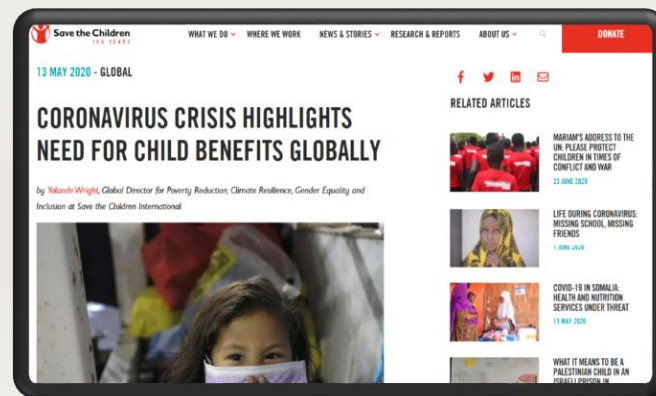 Save the Children
100 YEARS
WHAT WE DO
WHERE WE WORK
NEWS & STORIES
RESEARCH & REPORTS
ABOUT US
DONATE
13 MAY 2020 - GLOBAL
CORONAVIRUS CRISIS HIGHLIGHTS
NEED FOR CHILD BENEFITS GLOBALLY
by Yolande Wright, Global Director for Poverty Reduction, Climate Resilience, Gender Equality and
Inclusion at Save the Children International
RELATED ARTICLES
MARIAM'S ADDRESS TO THE
UN: PLEASE PROTECT
CHILDREN IN TIMES OF
CONFLICT AND WAR
23 JUNE 2020
LIFE DURING CORONAVIRUS:
MISSING SCHOOL, MISSING
FRIENDS
1 JUNE 2020
COVID-19 IN SOMALIA:
HEALTH AND NUTRITION
SERVICES UNDER THREAT
15 MAY 2020
WHAT IT MEANS TO BE A
PALESTINIAN CHILD IN AN
ISRAELI PRISON IN